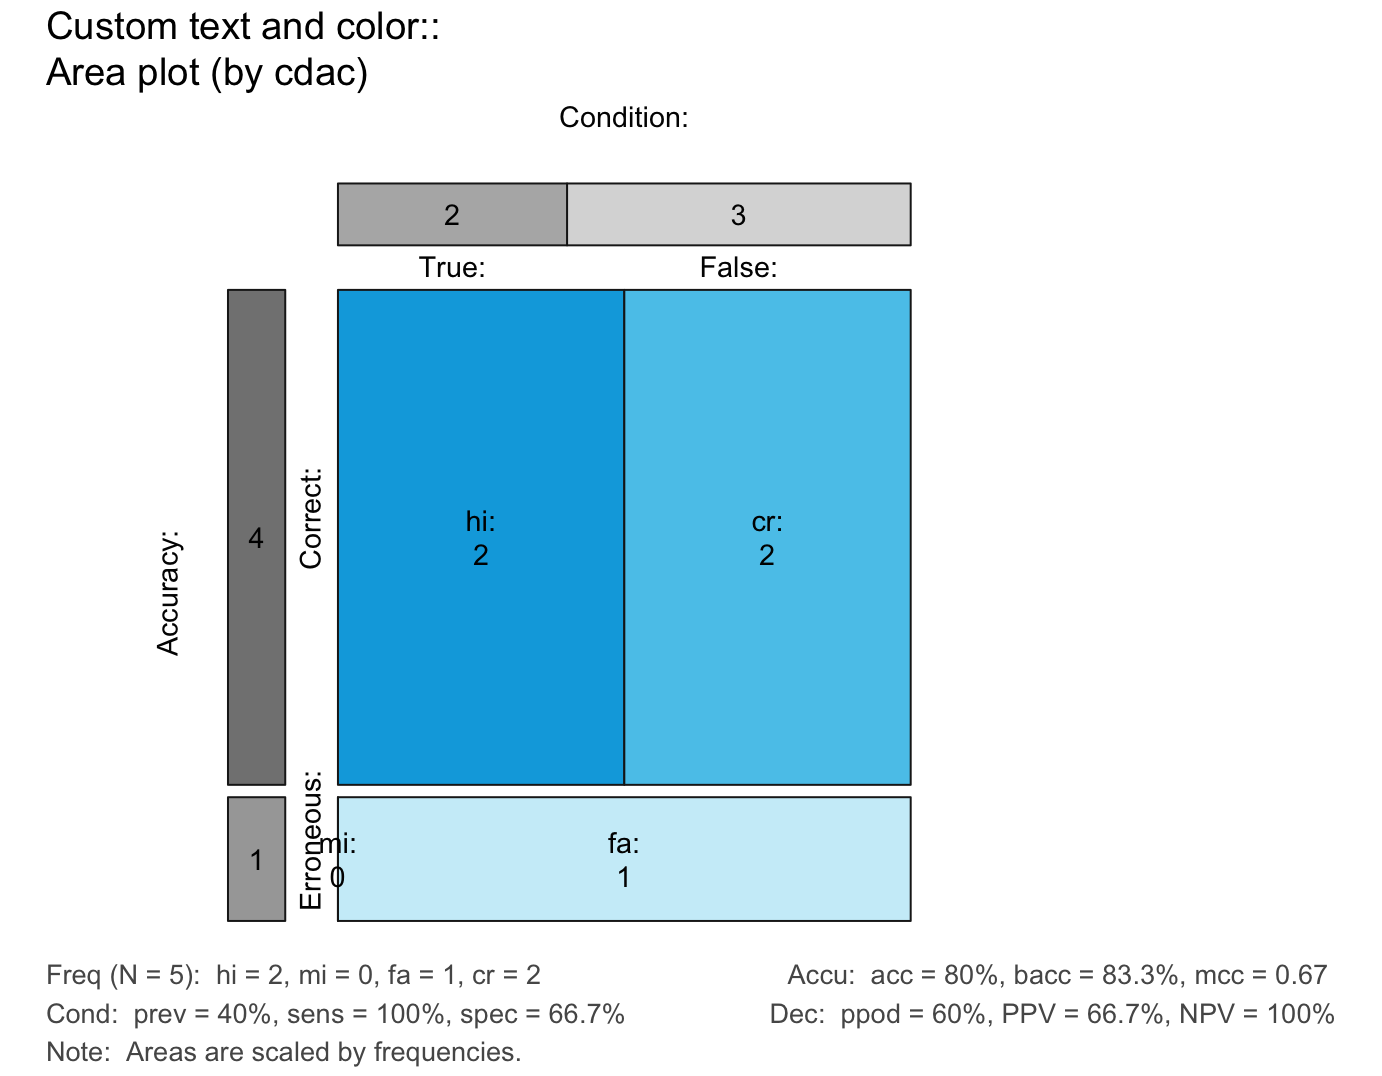 Custom text and color::
Area plot (by cdac)
Condition:
2
3
True:
False:
Accuracy:
4
Correct:
hi:
2
cr:
2
1
Erroneous:
mi:
0
fa:
1
Freq (N = 5):  hi = 2, mi = 0, fa = 1, cr = 2
Accu:  acc = 80%, bacc = 83.3%, mcc = 0.67
Cond:  prev = 40%, sens = 100%, spec = 66.7%
Dec:  ppod = 60%, PPV = 66.7%, NPV = 100%
Note:  Areas are scaled by frequencies.